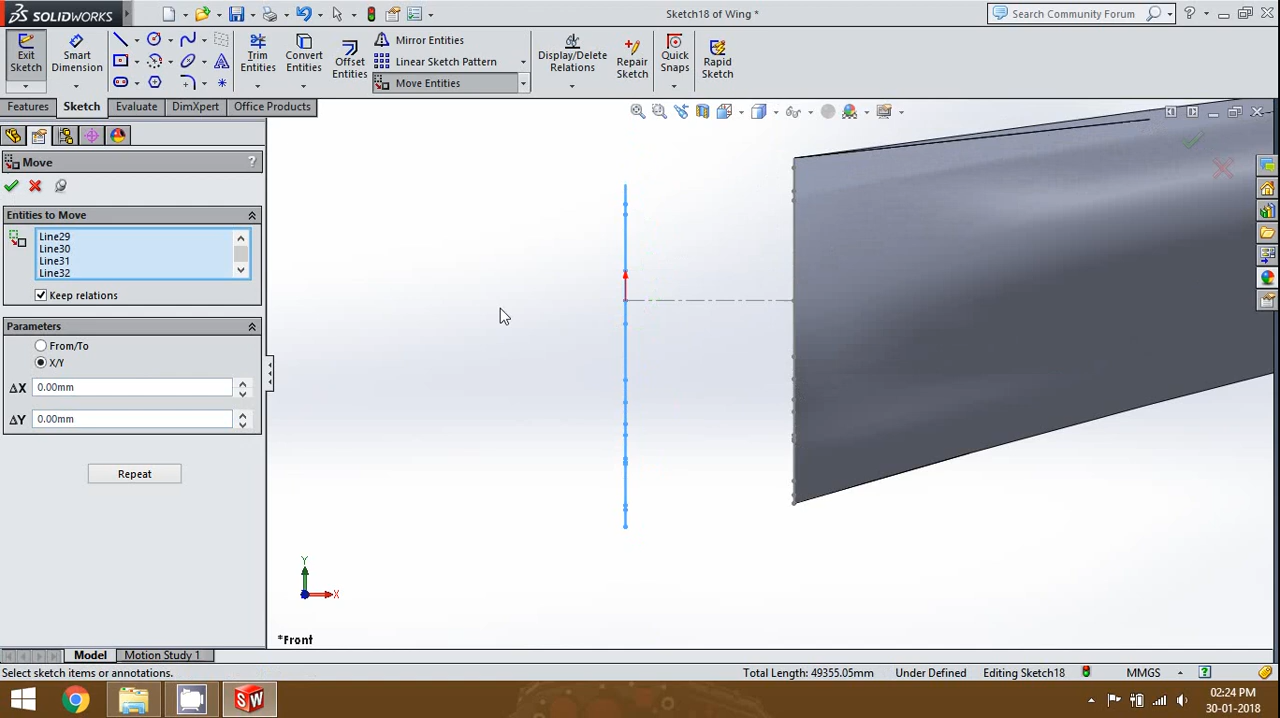 SOLIDWORKS
Sketch18 of Wing *
Search Community Forum
Exit Sketch
Smart Dimension
Trim Entities
Convert Entities
Offset Entities
Mirror Entities
Linear Sketch Pattern
Move Entities
Display/Delete Relations
Repair Sketch
Quick Snaps
Rapid Sketch
Features
Sketch
Evaluate
DimXpert
Office Products
Move
?
Entities to Move
Line29
Line30
Line31
Line32
Keep relations
Parameters
From/To
X/Y
ΔX 0.00mm
ΔY 0.00mm
Repeat
Y
X
*Front
Model
Motion Study 1
Select sketch items or annotations.
Total Length: 49355.05mm
Under Defined
Editing Sketch18
MMGS
?
SW
02:24 PM
30-01-2018